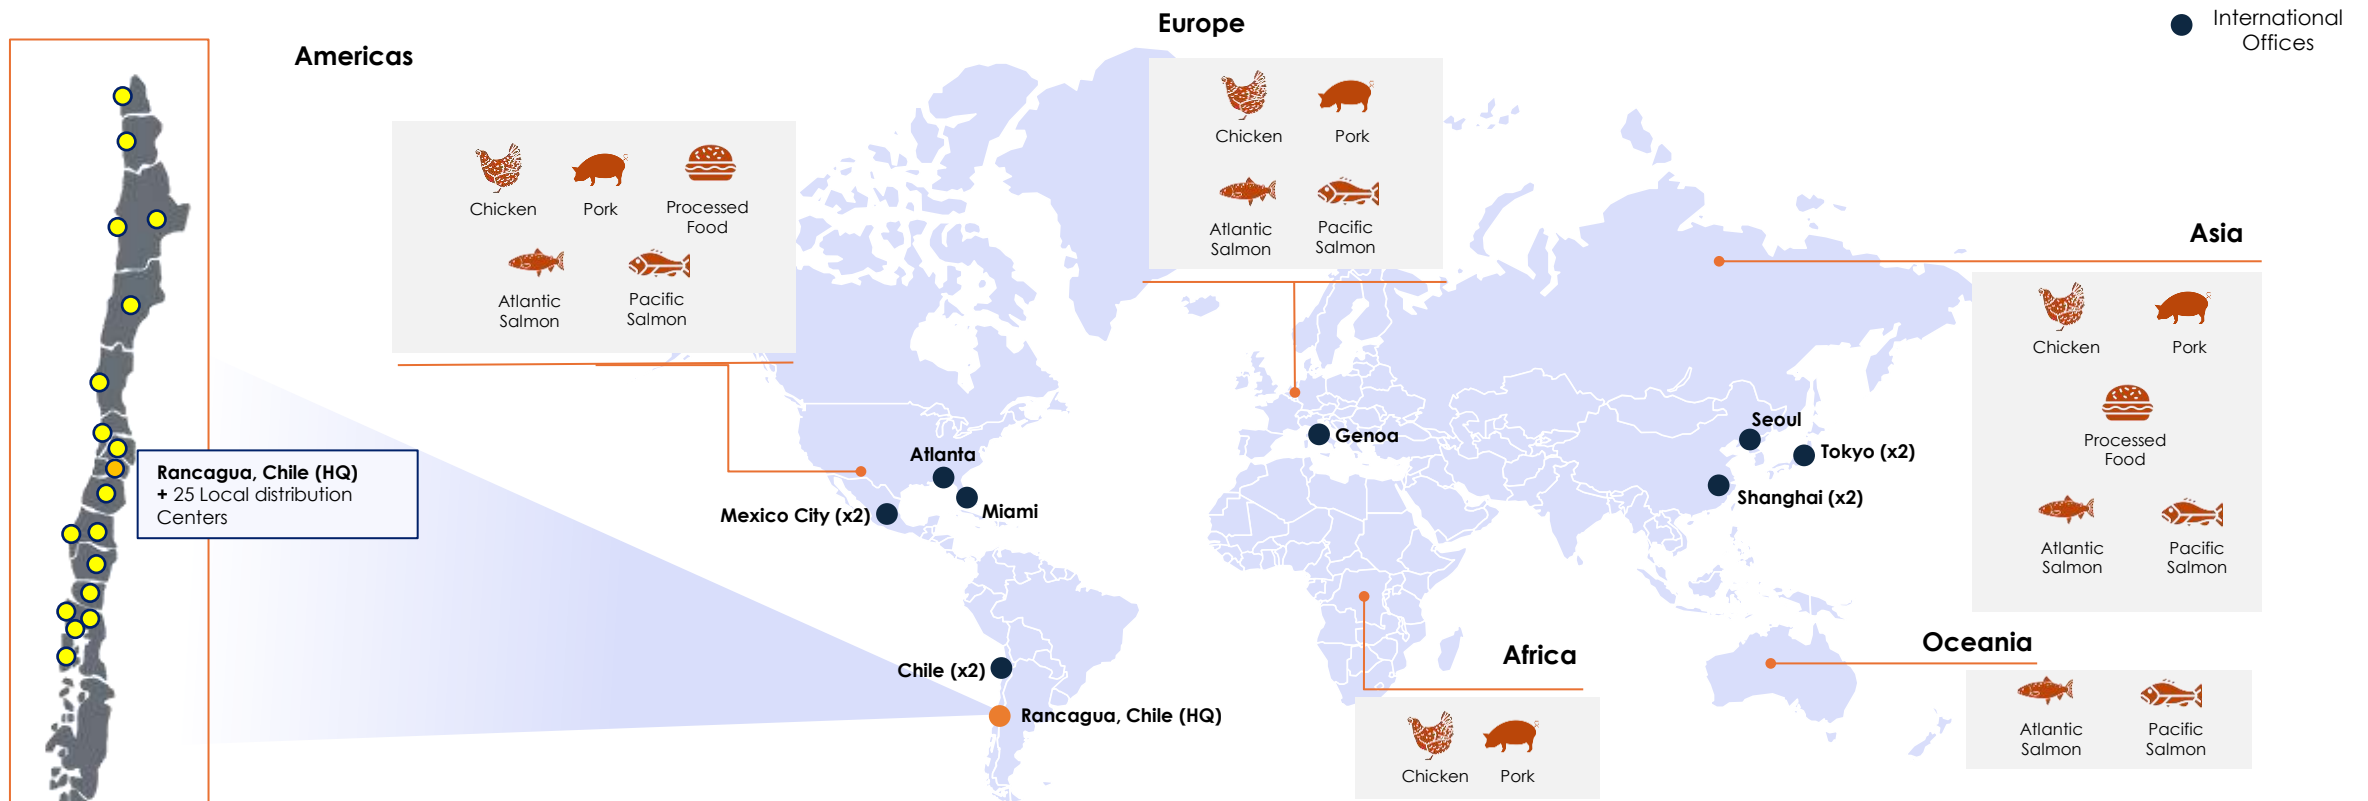 Europe
International
Offices
Americas
Chicken
Pork
Processed
Food
Atlantic
Salmon
Pacific
Salmon
Chicken
Pork
Atlantic
Salmon
Pacific
Salmon
Asia
Chicken
Pork
Processed
Food
Atlantic
Salmon
Pacific
Salmon
Rancagua, Chile (HQ)
+ 25 Local distribution
Centers
Atlanta
Mexico City (x2)
Miami
Genoa
Seoul
Tokyo (x2)
Shanghai (x2)
Chile (x2)
Rancagua, Chile (HQ)
Africa
Chicken
Pork
Oceania
Atlantic
Salmon
Pacific
Salmon